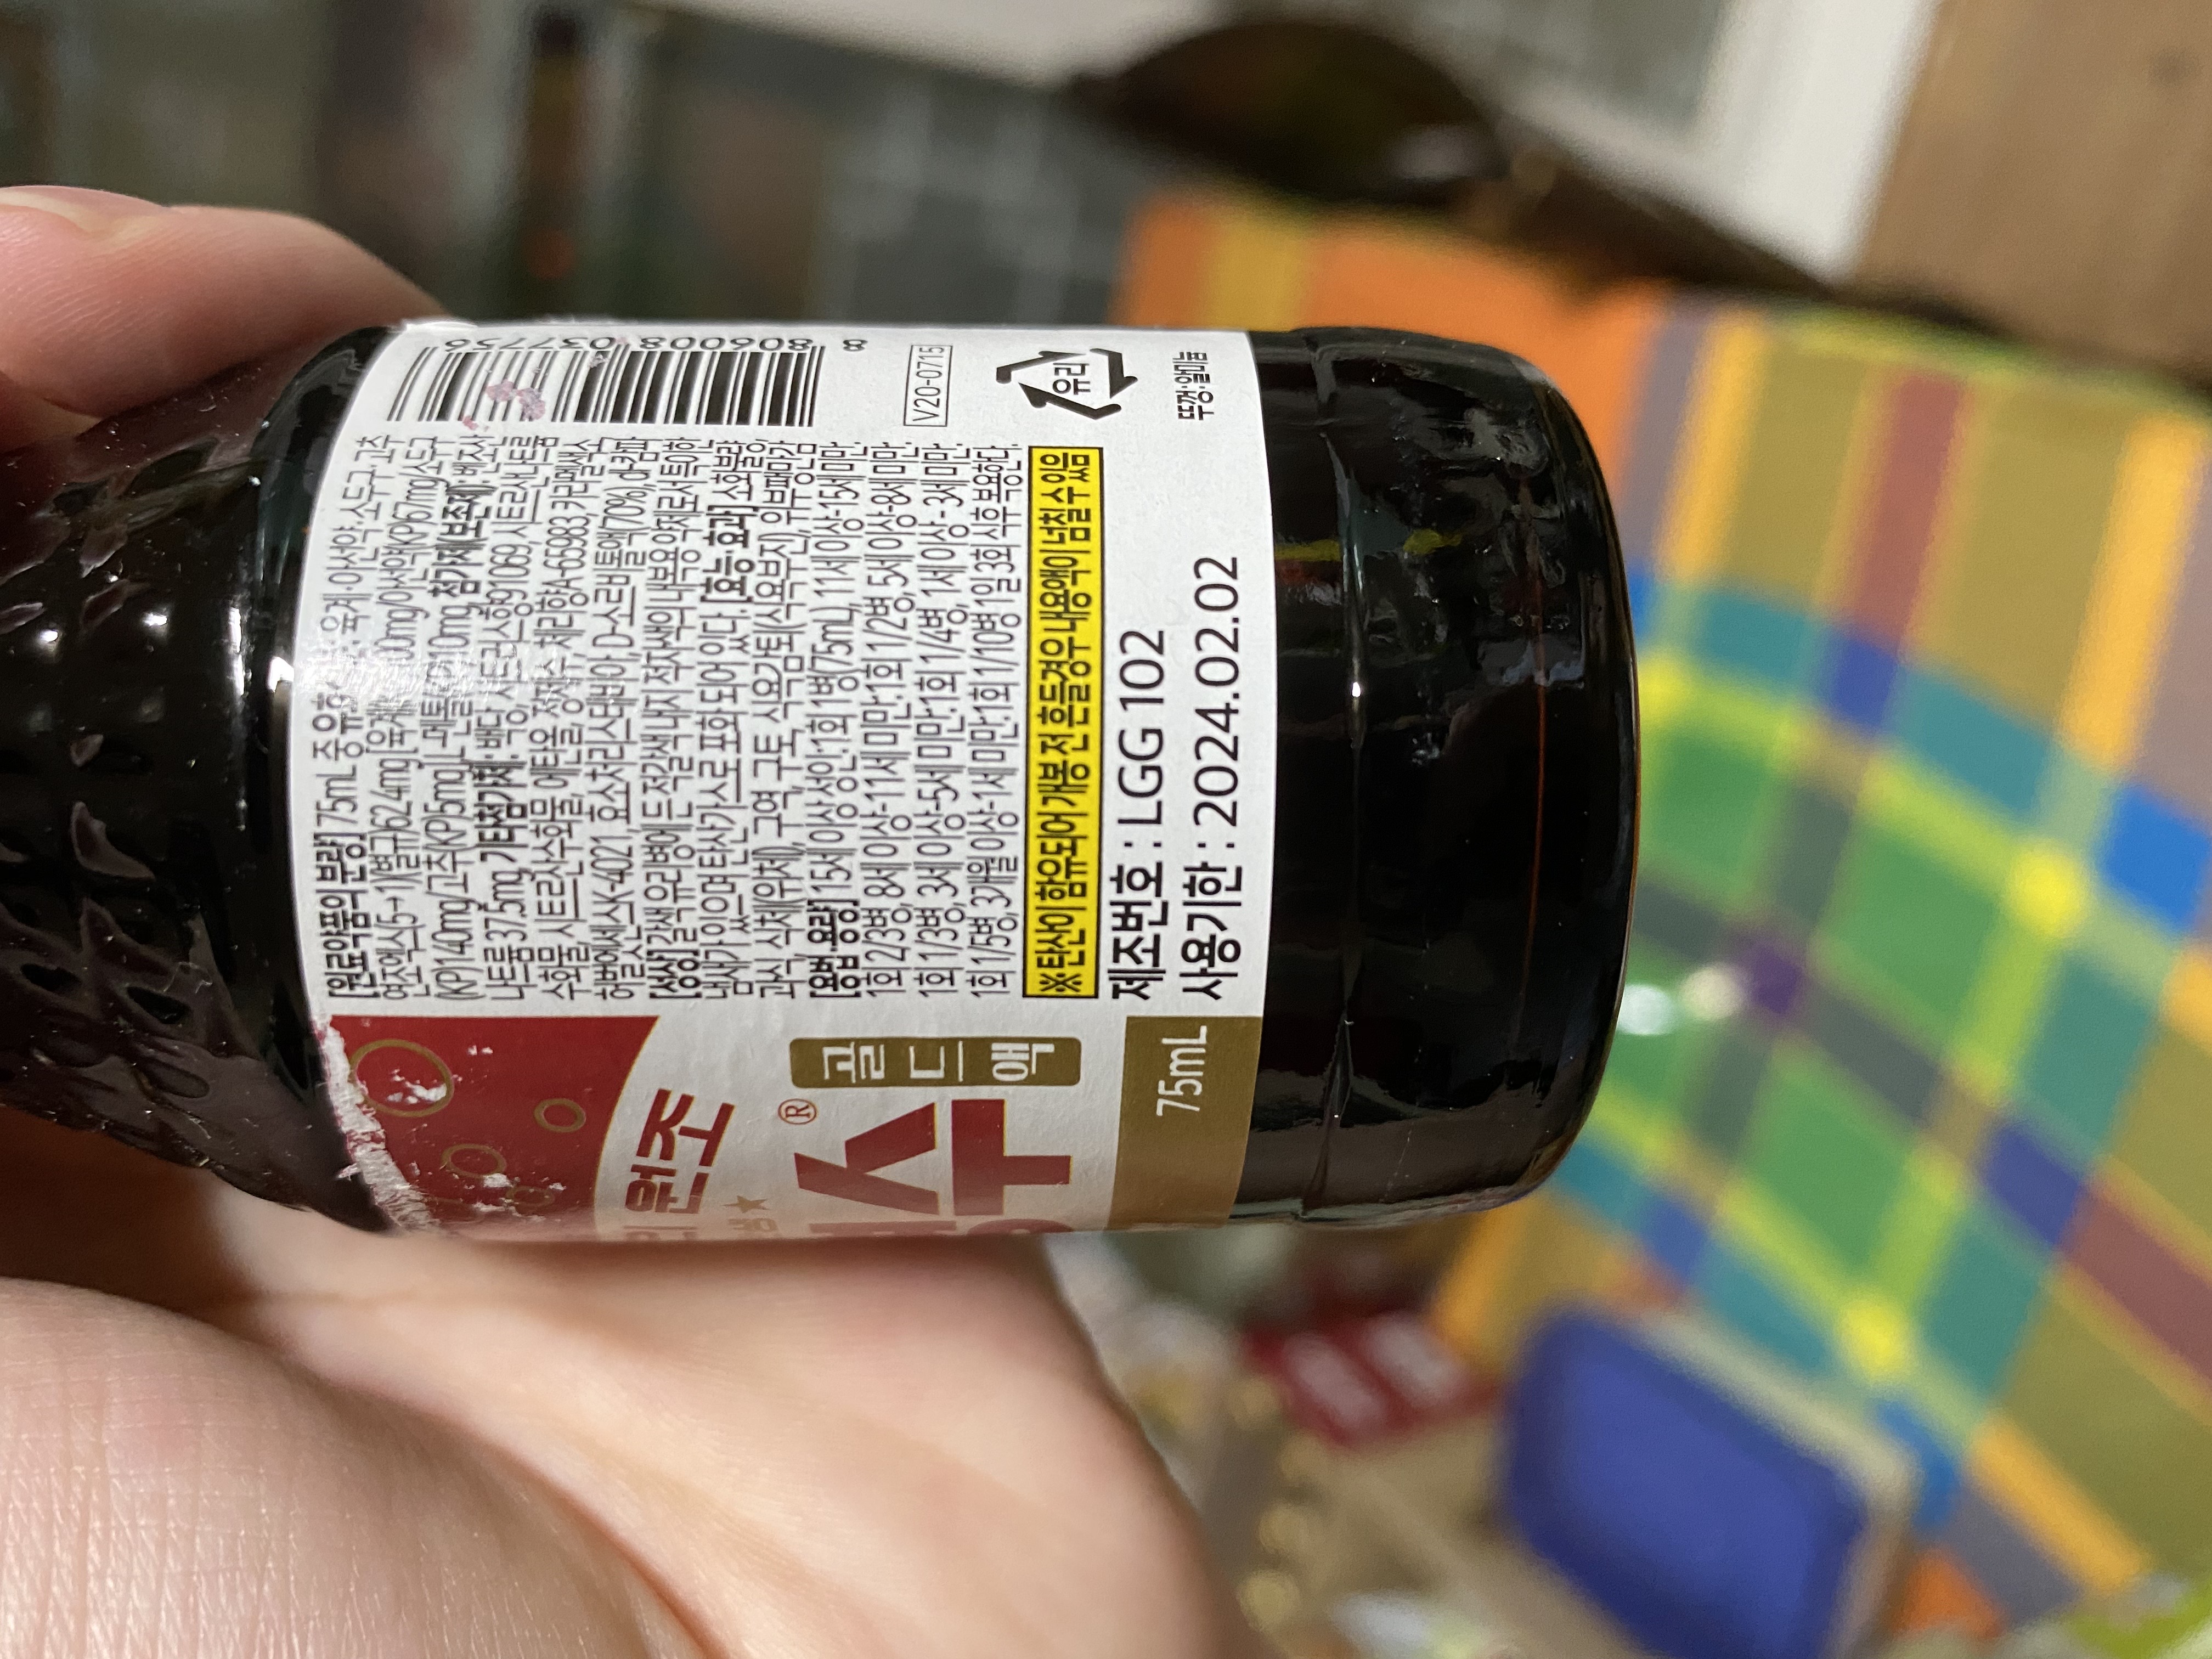 원조
®
수
골드액
75mL
[원료약품의 분량] 75mL 중 육계·아선약·소두구·고추
연조엑스(5→1)(별규)624mg [육계 00mg/아선약(KP)67mg/소두구
(KP)140mg/고추(KP)5mg], L-멘톨 10mg, 첨가제(보존제): 벤조산
나트륨 37.5mg, 기타첨가제: 백당, 시트러스향91069, 시트르산나트륨
수화물, 시트르산수화물, 에탄올, 정제수, 체리향A-65983, 카라멜색소
허벌엣센스K-4021, 효소처리스테비아, D-소르비톨액(70%), dl-캄파
[성상] 갈색 유리병에 든 적갈색 내지 적자색의 내복용 약제로서 특이한
냄새가 있으며 탄산가스로 포화 되어 있다. [효능·효과] 소화불량,
과식, 식체(위체), 구역, 구토, 식욕감퇴(식욕부진), 위부팽만감
[용법·용량] 15세 이상 성인:1회 1병(75mL), 11세 이상-15세 미만:
1회 2/3병, 8세 이상-11세 미만:1회 1/2병, 5세 이상-8세 미만:
1회 1/3병, 3세 이상-5세 미만:1회 1/4병, 1세 이상 - 3세 미만:
1회 1/5병, 3개월 이상-1세 미만:1회 1/10병 1일 3회 식후 복용한다.
※탄산이 함유되어 개봉 전 흔들경우 내용액이 넘칠 수 있음
제조번호 : LGG 102
사용기한 : 2024.02.02
8 806008 037756
V20-0715
유리
뚜껑:알미늄